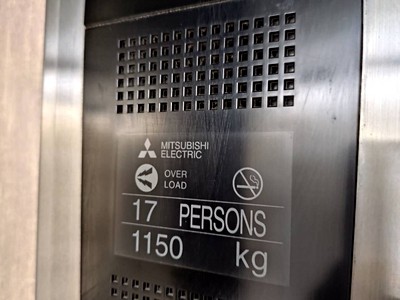 MITSUBISHI
ELECTRIC
OVER
LOAD
17 PERSONS
1150 kg